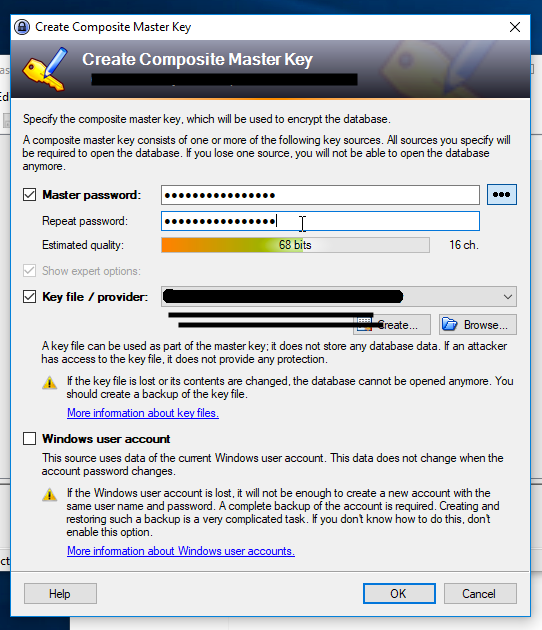 Create Composite Master Key
Create Composite Master Key
Specify the composite master key, which will be used to encrypt the database.
A composite master key consists of one or more of the following key sources. All sources you specify will
be required to open the database. If you lose one source, you will not be able to open the database
anymore.
Master password:
••••••••••••••••
•••
Repeat password:
••••••••••••••••
Estimated quality:
68 bits
16 ch.
Show expert options:
Key file / provider:
Create...
Browse...
A key file can be used as part of the master key; it does not store any database data. If an attacker
has access to the key file, it does not provide any protection.
If the key file is lost or its contents are changed, the database cannot be opened anymore. You
should create a backup of the key file.
More information about key files.
Windows user account
This source uses data of the current Windows user account. This data does not change when the
account password changes.
If the Windows user account is lost, it will not be enough to create a new account with the
same user name and password. A complete backup of the account is required. Creating and
restoring such a backup is a very complicated task. If you don't know how to do this, don't
enable this option.
More information about Windows user accounts.
Help
OK
Cancel